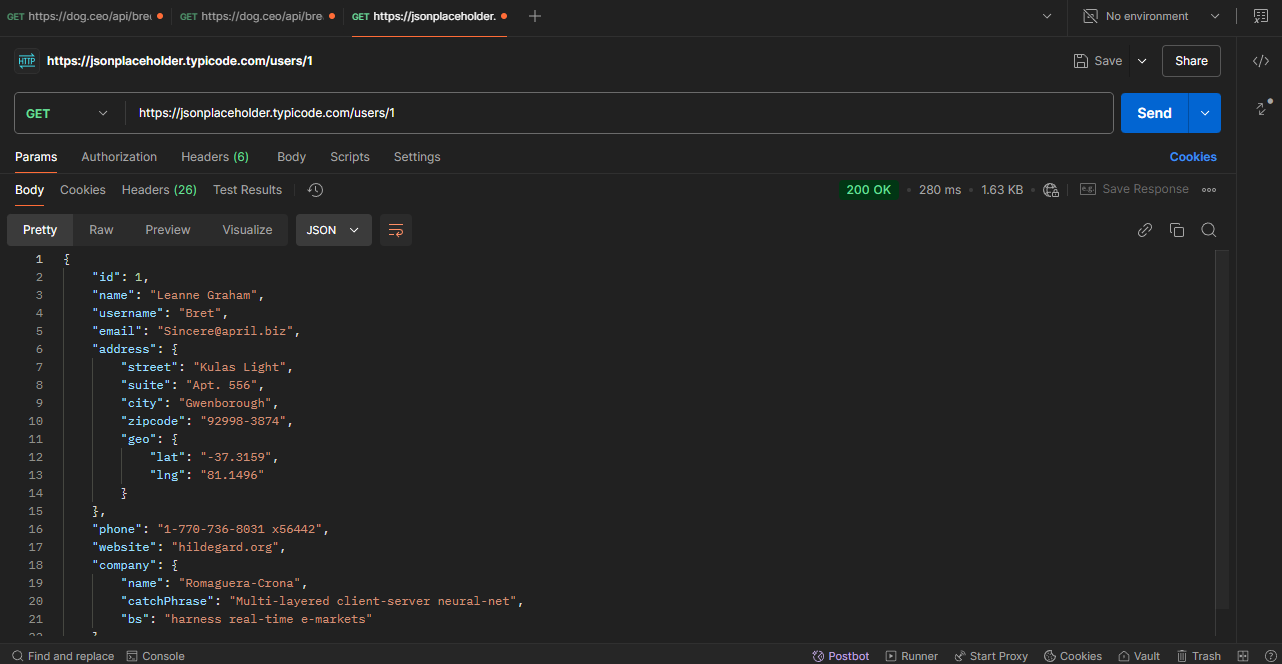 GET https://dog.ceo/api/bre GET https://dog.ceo/api/bre GET https://jsonplaceholder. No environment
HTTP https://jsonplaceholder.typicode.com/users/1 Save Share
GET https://jsonplaceholder.typicode.com/users/1 Send
Params Authorization Headers (6) Body Scripts Settings Cookies
Body Cookies Headers (26) Test Results 200 OK 280 ms 1.63 KB e.g. Save Response
Pretty Raw Preview Visualize JSON
1 {
2 "id": 1,
3 "name": "Leanne Graham",
4 "username": "Bret",
5 "email": "Sincere@april.biz",
6 "address": {
7 "street": "Kulas Light",
8 "suite": "Apt. 556",
9 "city": "Gwenborough",
10 "zipcode": "92998-3874",
11 "geo": {
12 "lat": "-37.3159",
13 "lng": "81.1496"
14 }
15 },
16 "phone": "1-770-736-8031 x56442",
17 "website": "hildegard.org",
18 "company": {
19 "name": "Romaguera-Crona",
20 "catchPhrase": "Multi-layered client-server neural-net",
21 "bs": "harness real-time e-markets"
22 }
Find and replace Console Postbot Runner Start Proxy Cookies Vault Trash